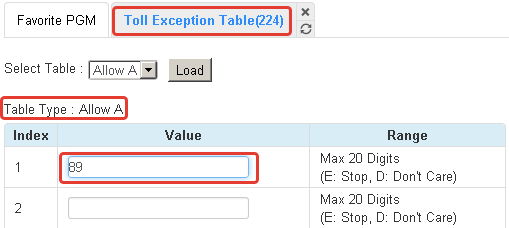 Favorite PGM Toll Exception Table(224)
Select Table : Allow A Load
Table Type : Allow A
Index Value Range
1 89 Max 20 Digits
(E: Stop, D: Don't Care)
2 Max 20 Digits
(E: Stop, D: Don't Care)